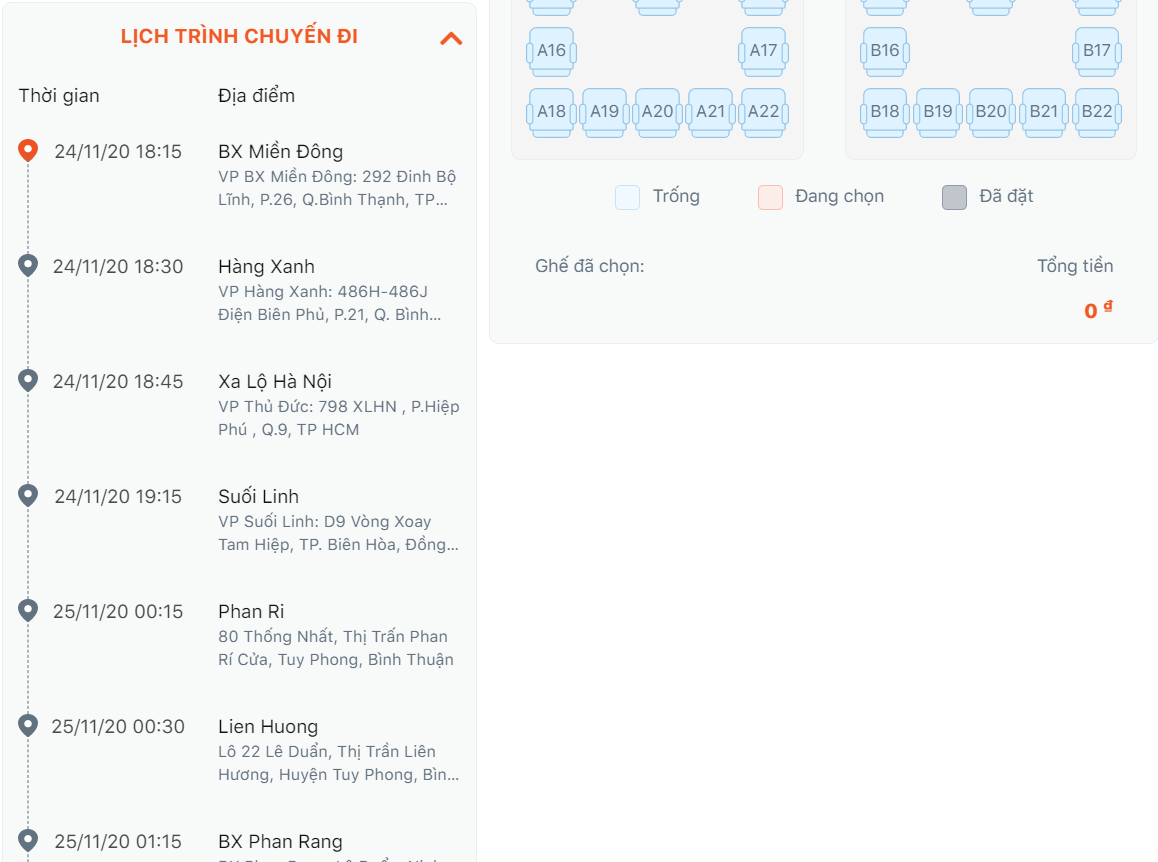 LỊCH TRÌNH CHUYẾN ĐI
Thời gian
Địa điểm
24/11/20 18:15
BX Miền Đông
VP BX Miền Đông: 292 Đinh Bộ
Lĩnh, P.26, Q.Bình Thạnh, TP...
24/11/20 18:30
Hàng Xanh
VP Hàng Xanh: 486H-486J
Điện Biên Phủ, P.21, Q. Bình...
24/11/20 18:45
Xa Lộ Hà Nội
VP Thủ Đức: 798 XLHN , P.Hiệp
Phú , Q.9, TP HCM
24/11/20 19:15
Suối Linh
VP Suối Linh: D9 Vòng Xoay
Tam Hiệp, TP. Biên Hòa, Đồng...
25/11/20 00:15
Phan Ri
80 Thống Nhất, Thị Trấn Phan
Rí Cửa, Tuy Phong, Bình Thuận
25/11/20 00:30
Lien Huong
Lô 22 Lê Duẩn, Thị Trần Liên
Hương, Huyện Tuy Phong, Bìn...
25/11/20 01:15
BX Phan Rang
A16 A17 B16 B17
A18 A19 A20 A21 A22 B18 B19 B20 B21 B22
Trống Đang chọn Đã đặt
Ghế đã chọn:
Tổng tiền
0 ₫